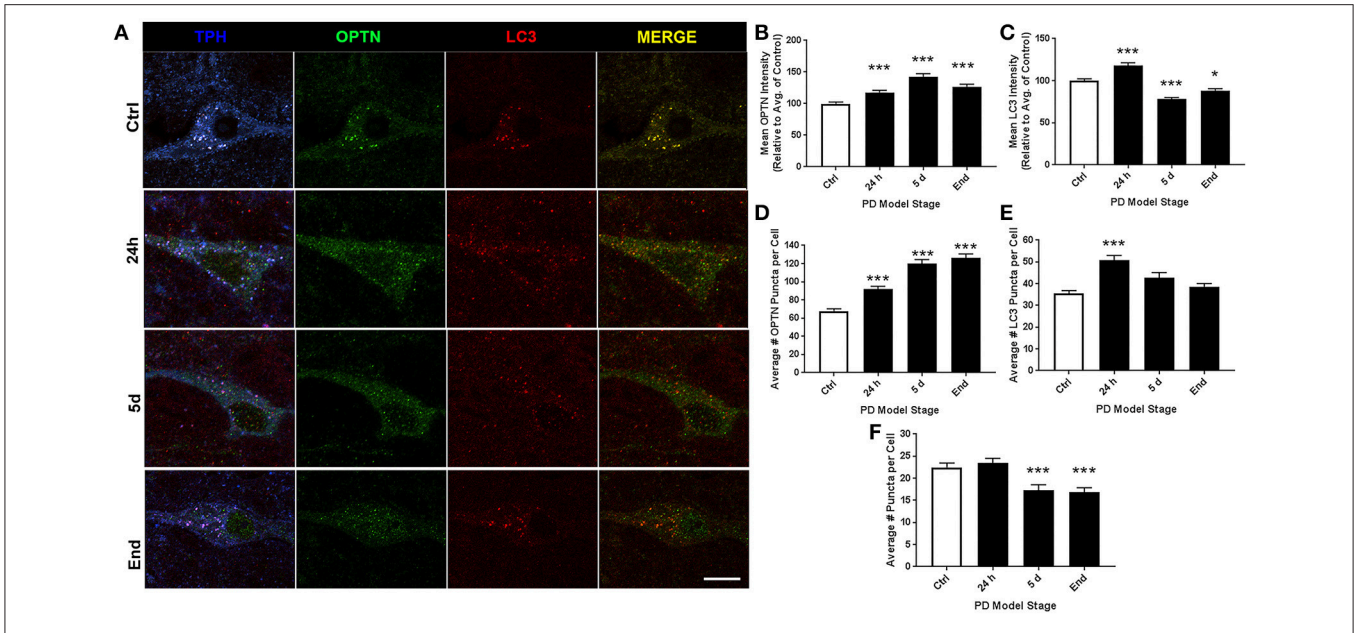 A
TPH OPTN LC3 MERGE
Ctrl
24h
5d
End
B
Mean OPTN Intensity
(Relative to Avg. of Control)
200
150
100
50
0
*** *** ***
Ctrl 24 h 5 d End
PD Model Stage
C
Mean LC3 Intensity
(Relative to Avg. of Control)
150
100
50
0
*** *** *
Ctrl 24 h 5 d End
PD Model Stage
D
Average # OPTN Puncta per Cell
140
120
100
80
60
40
20
0
*** *** ***
Ctrl 24 h 5 d End
PD Model Stage
E
Average # LC3 Puncta per Cell
60
50
40
30
20
10
0
***
Ctrl 24 h 5 d End
PD Model Stage
F
Average # Puncta per Cell
30
25
20
15
10
5
0
*** ***
Ctrl 24 h 5 d End
PD Model Stage